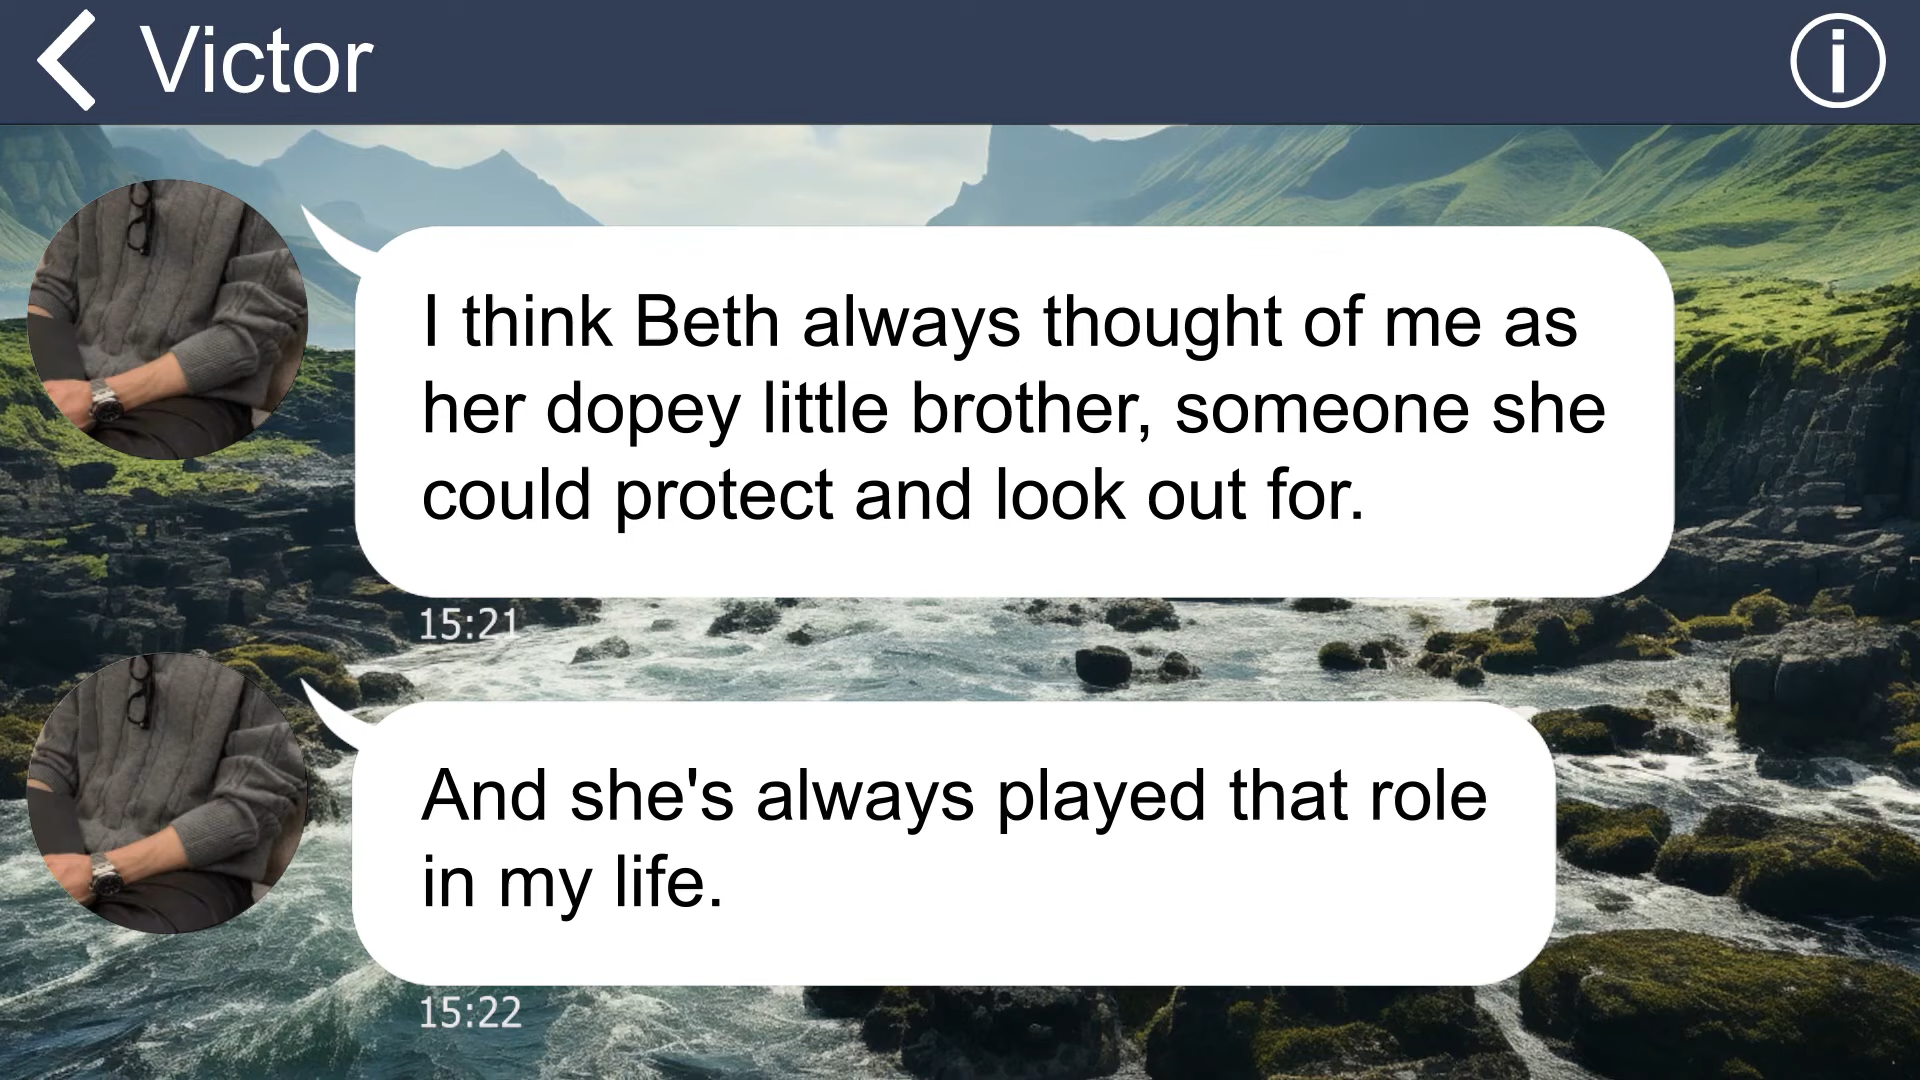 Victor
I think Beth always thought of me as
her dopey little brother, someone she
could protect and look out for.
15:21
And she's always played that role
in my life.
15:22